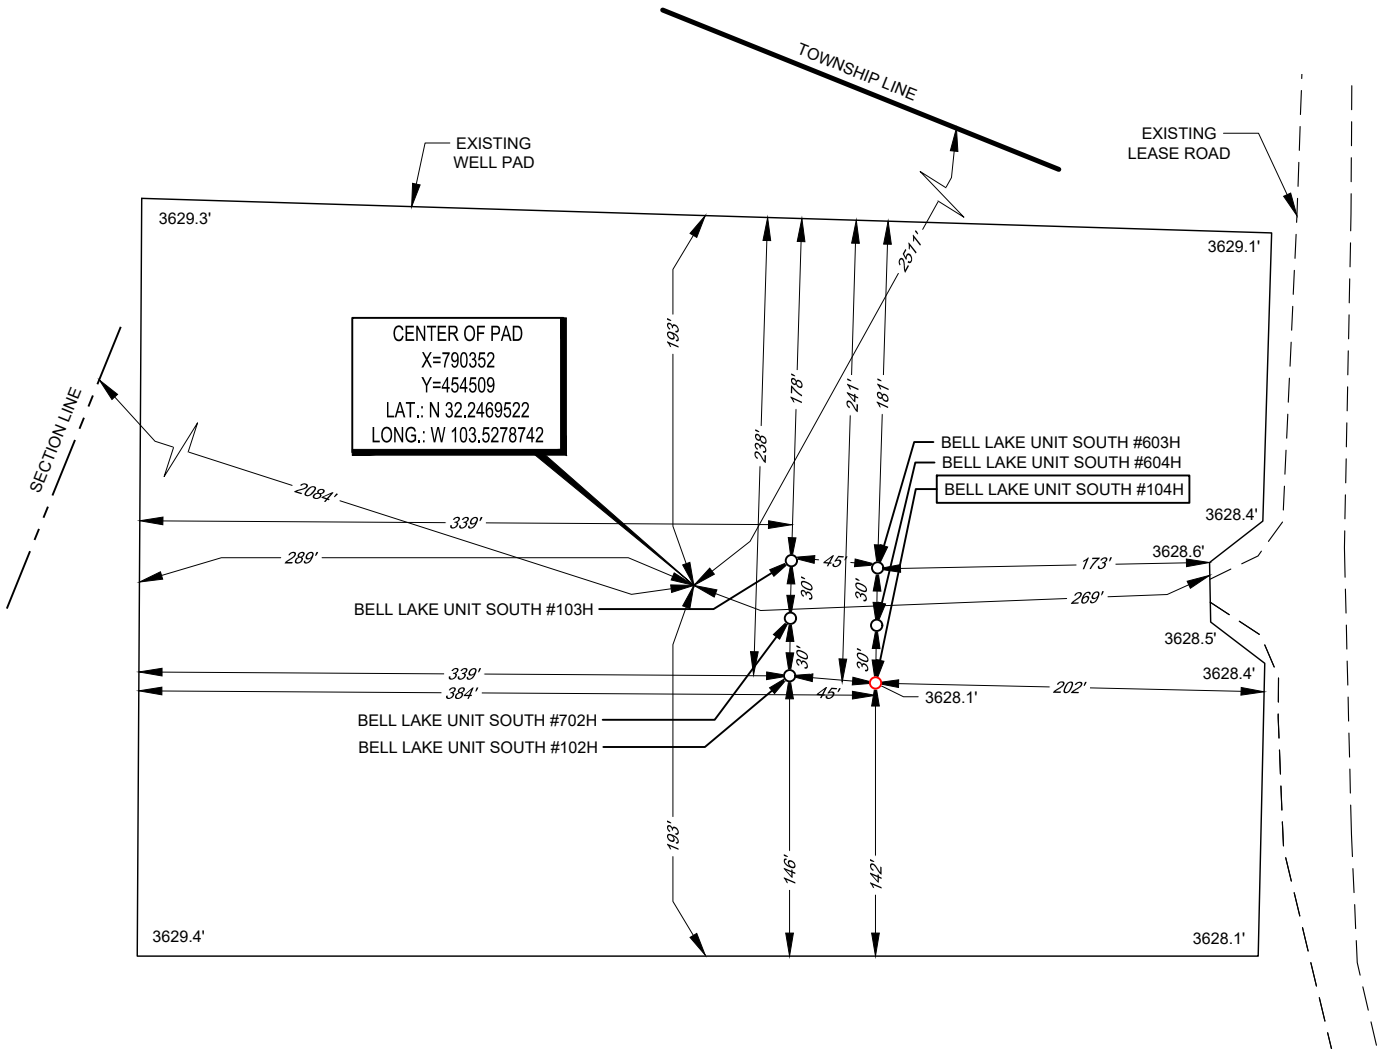 TOWNSHIP LINE
EXISTING
WELL PAD
EXISTING
LEASE ROAD
3629.3'
3629.1'
2511'
193'
CENTER OF PAD
X=790352
Y=454509
LAT.: N 32.2469522
LONG.: W 103.5278742
178'
241'
181'
238'
SECTION LINE
BELL LAKE UNIT SOUTH #603H
BELL LAKE UNIT SOUTH #604H
BELL LAKE UNIT SOUTH #104H
2084'
339'
3628.4'
289'
45'
3628.6'
173'
30'
30'
269'
BELL LAKE UNIT SOUTH #103H
3628.5'
30'
30'
339'
3628.4'
384'
45'
3628.1'
202'
BELL LAKE UNIT SOUTH #702H
BELL LAKE UNIT SOUTH #102H
193'
146'
142'
3629.4'
3628.1'